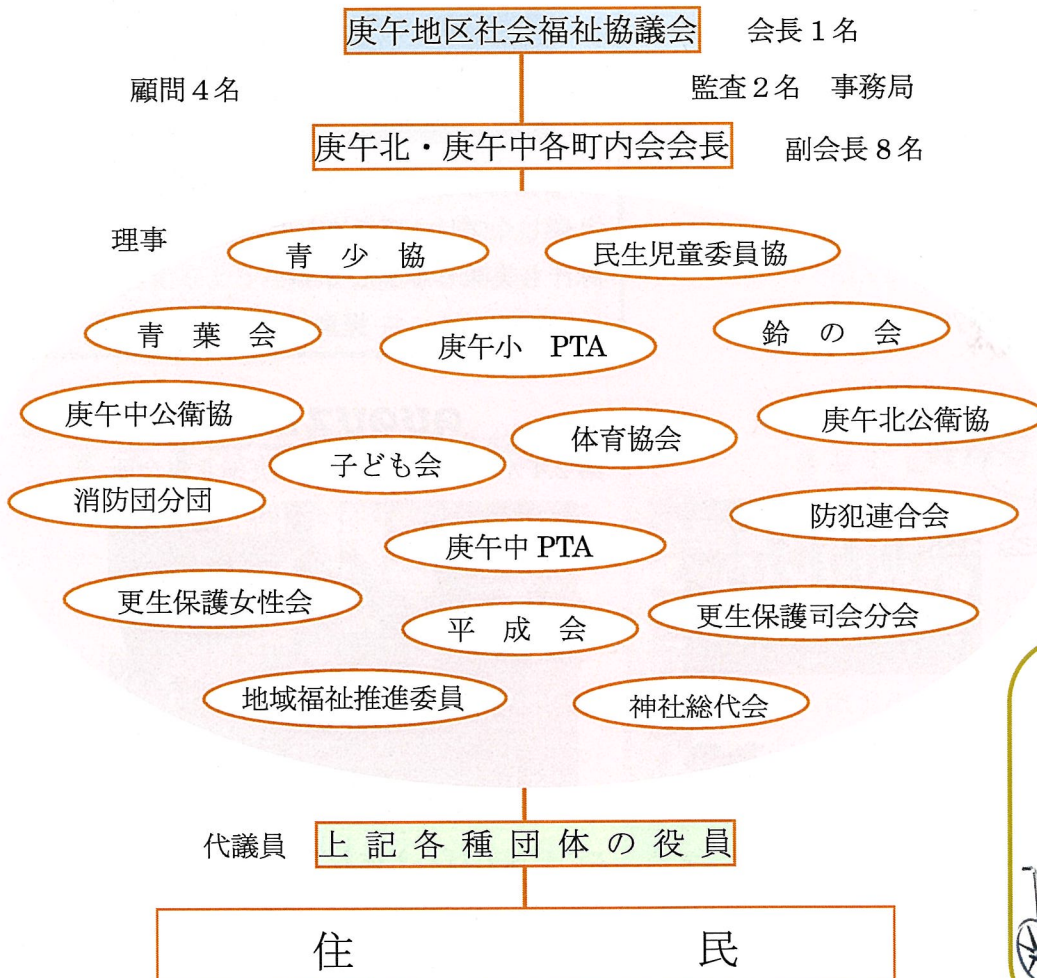 庚午地区社会福祉協議会 会長1名
顧問4名 監査2名 事務局
庚午北・庚午中各町内会会長 副会長8名
理事
青少協
民生児童委員協
青葉会
庚午小 PTA
鈴の会
庚午中公衛協
体育協会
庚午北公衛協
子ども会
消防団分団
防犯連合会
庚午中 PTA
更生保護女性会
平成会
更生保護司会分会
地域福祉推進委員
神社総代会
代議員 上記各種団体の役員
住民